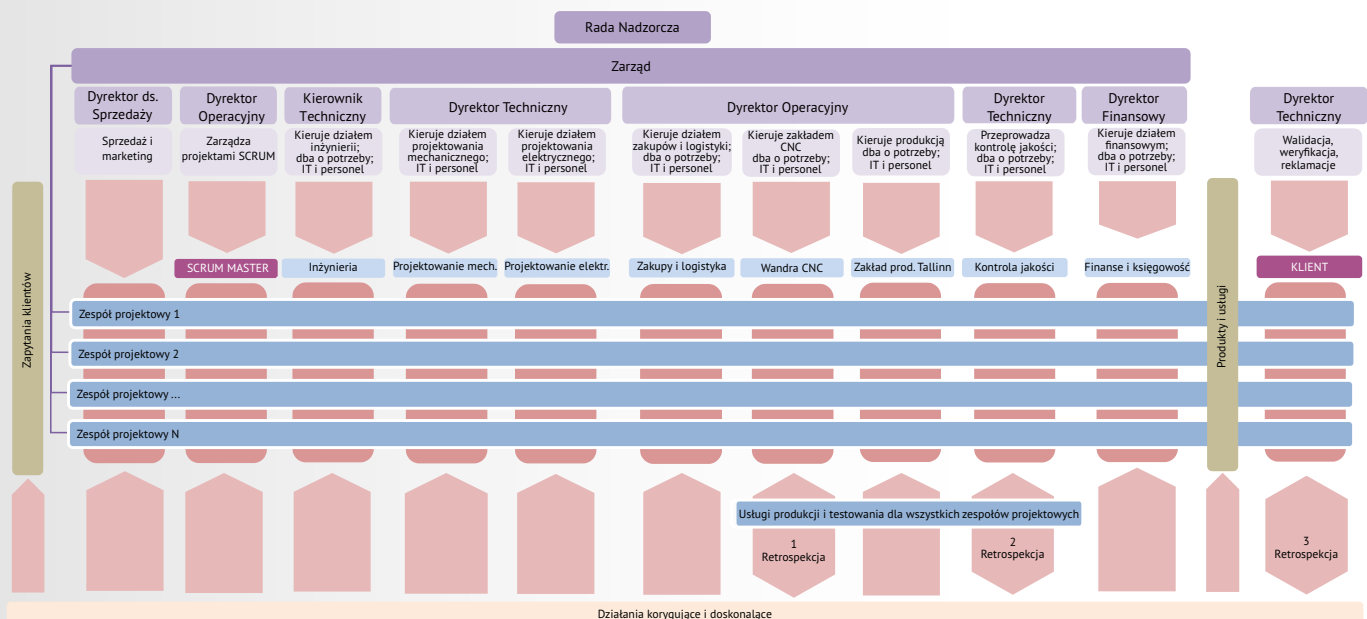 Rada Nadzorcza
Zarząd
Dyrektor ds.
Sprzedaży
Dyrektor
Operacyjny
Kierownik
Techniczny
Dyrektor Techniczny
Dyrektor Operacyjny
Dyrektor
Techniczny
Dyrektor
Finansowy
Dyrektor
Techniczny
Sprzedaż i
marketing
Zarządza
projektami SCRUM
Kieruje działem
inżynierii;
dba o potrzeby;
IT i personel
Kieruje działem
projektowania
mechanicznego;
IT i personel
Kieruje działem
projektowania
elektrycznego;
IT i personel
Kieruje działem
zakupów i logistyki;
dba o potrzeby;
IT i personel
Kieruje zakładem
CNC
dba o potrzeby;
IT i personel
Kieruje produkcją
dba o potrzeby;
IT i personel
Przeprowadza
kontrolę jakości;
dba o potrzeby;
IT i personel
Kieruje działem
finansowym;
dba o potrzeby;
IT i personel
Walidacja,
weryfikacja,
reklamacje
Zapytania klientów
SCRUM MASTER
Inżynieria
Projektowanie mech.
Projektowanie elektr.
Zakupy i logistyka
Wandra CNC
Zakład prod. Tallinn
Kontrola jakości
Finanse i księgowość
Produkty i usługi
KLIENT
Zespół projektowy 1
Zespół projektowy 2
Zespół projektowy ...
Zespół projektowy N
Usługi produkcji i testowania dla wszystkich zespołów projektowych
1
Retrospekcja
2
Retrospekcja
3
Retrospekcja
Działania korygujące i doskonalące